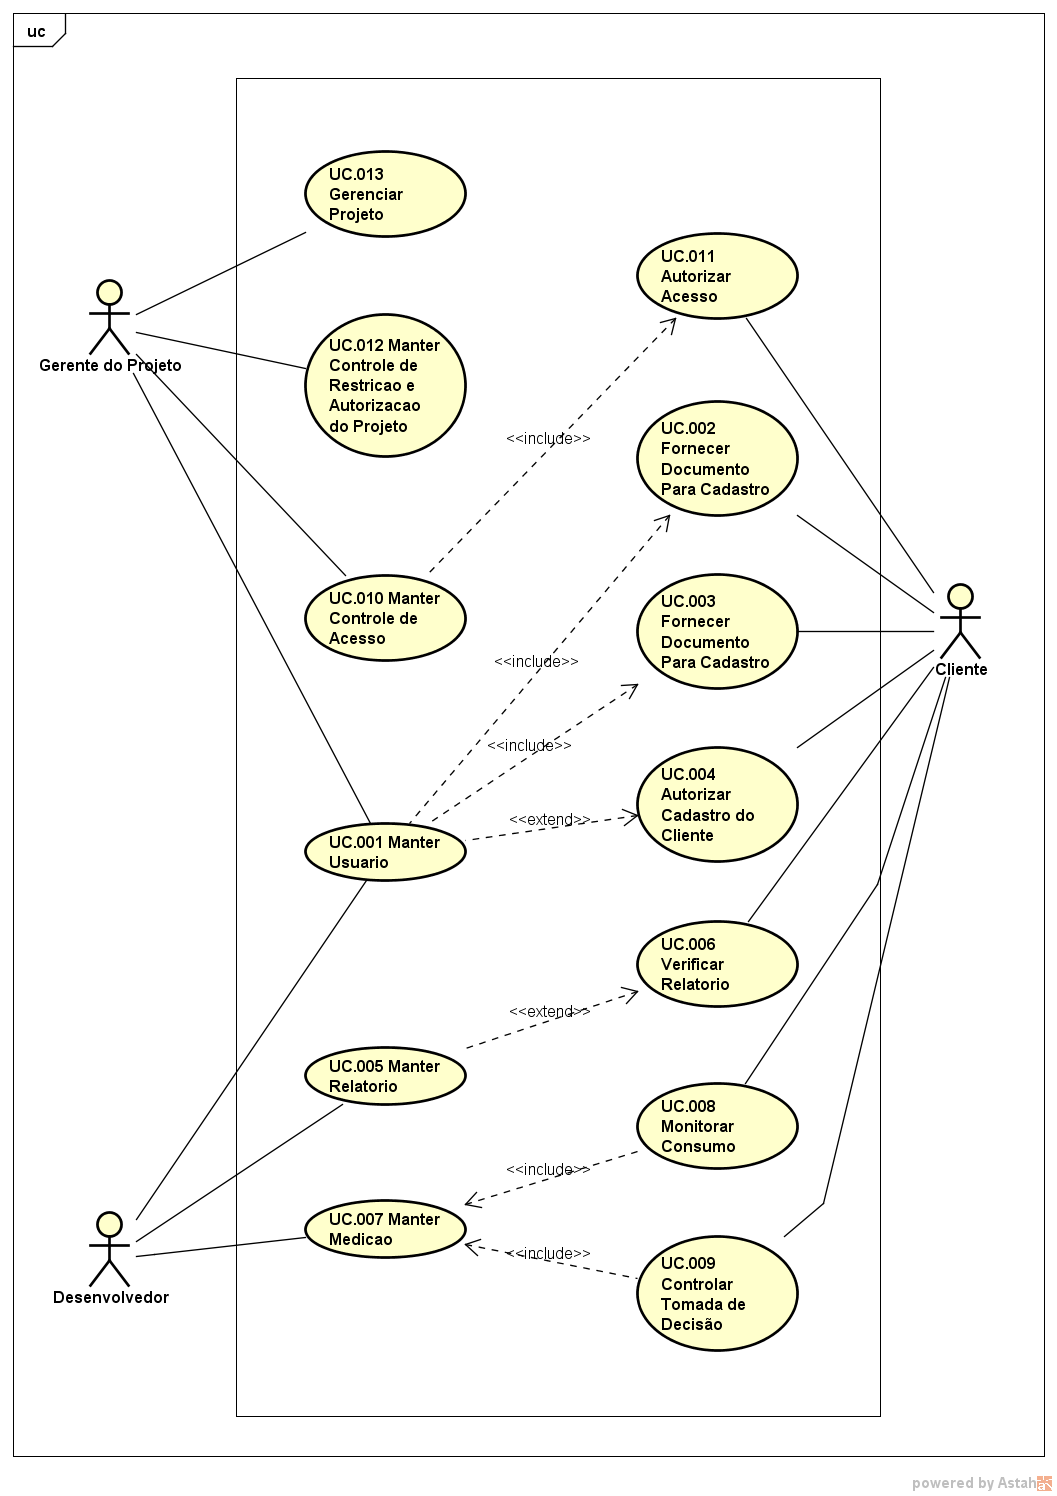 uc
UC.013
Gerenciar
Projeto
UC.011
Autorizar
Acesso
Gerente do Projeto
UC.012 Manter
Controle de
Restricao e
Autorizacao
do Projeto
<<include>>
UC.002
Fornecer
Documento
Para Cadastro
UC.010 Manter
Controle de
Acesso
UC.003
Fornecer
Documento
Para Cadastro
<<include>>
Cliente
<<include>>
UC.004
Autorizar
Cadastro do
Cliente
<<extend>>
UC.001 Manter
Usuario
UC.006
Verificar
Relatorio
<<extend>>
UC.005 Manter
Relatorio
UC.008
Monitorar
Consumo
<<include>>
UC.007 Manter
Medicao
<<include>>
UC.009
Controlar
Tomada de
Decisão
Desenvolvedor
powered by Astah